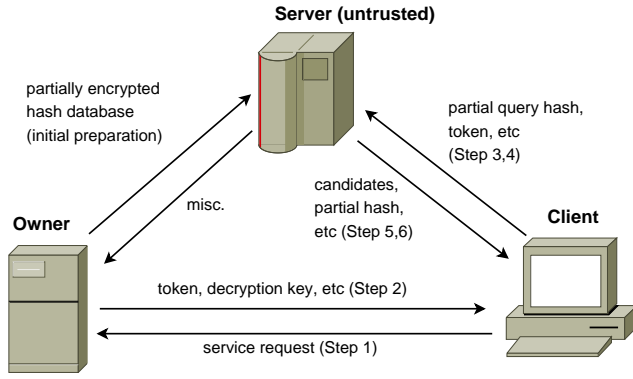 Server (untrusted)
partially encrypted
hash database
(initial preparation)
partial query hash,
token, etc
(Step 3,4)
misc.
candidates,
partial hash,
etc (Step 5,6)
Owner
Client
token, decryption key, etc (Step 2)
service request (Step 1)